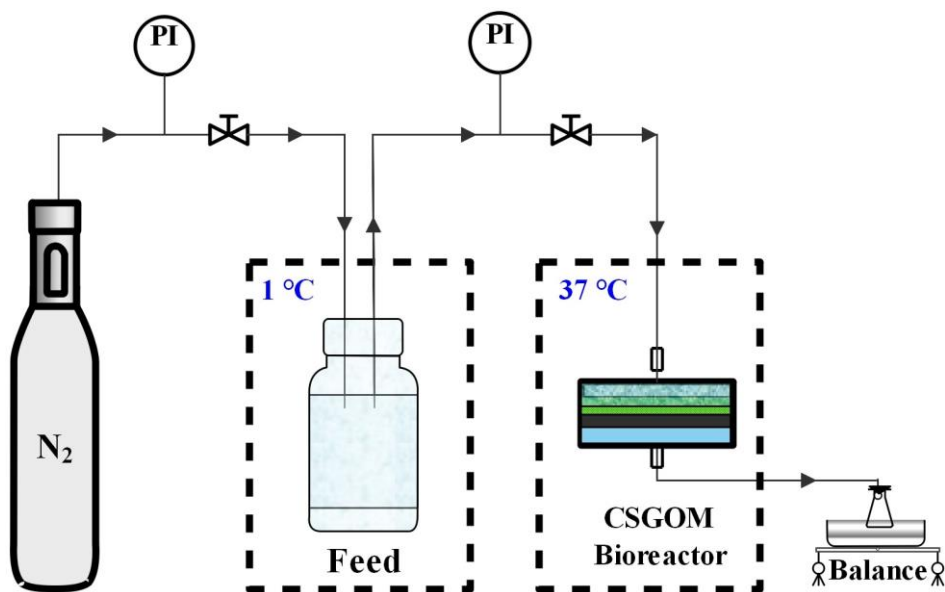 PI
PI
1 °C
37 °C
N₂
CSGOM
Bioreactor
Feed
Balance